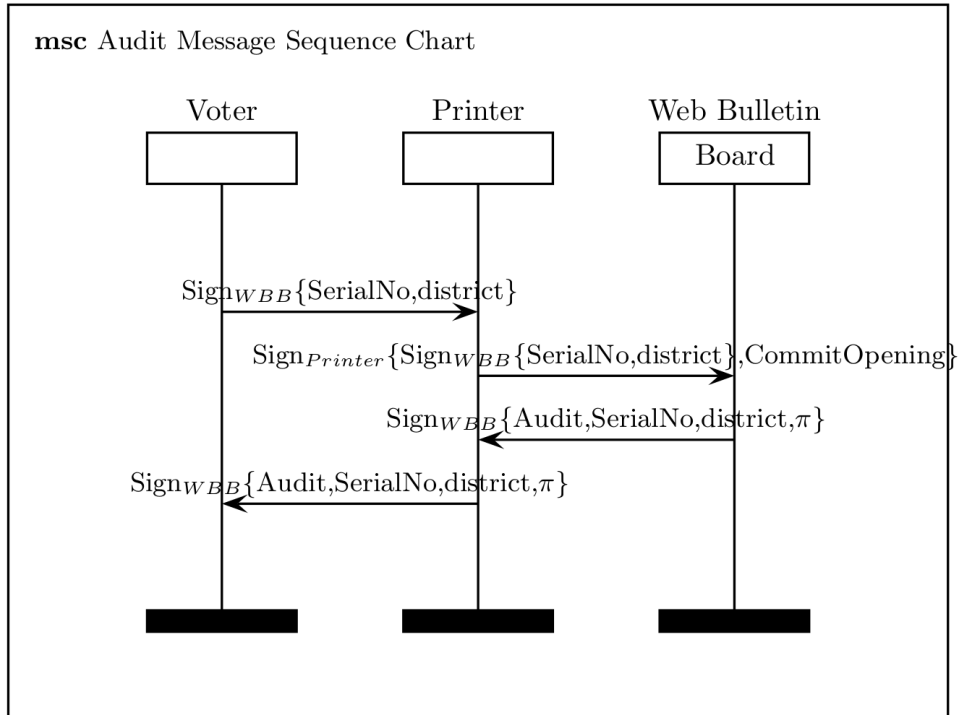 msc Audit Message Sequence Chart
Voter
Printer
Web Bulletin
Board
Sign_{WBB}{SerialNo,district}
Sign_{Printer}{Sign_{WBB}{SerialNo,district},CommitOpening}
Sign_{WBB}{Audit,SerialNo,district,π}
Sign_{WBB}{Audit,SerialNo,district,π}